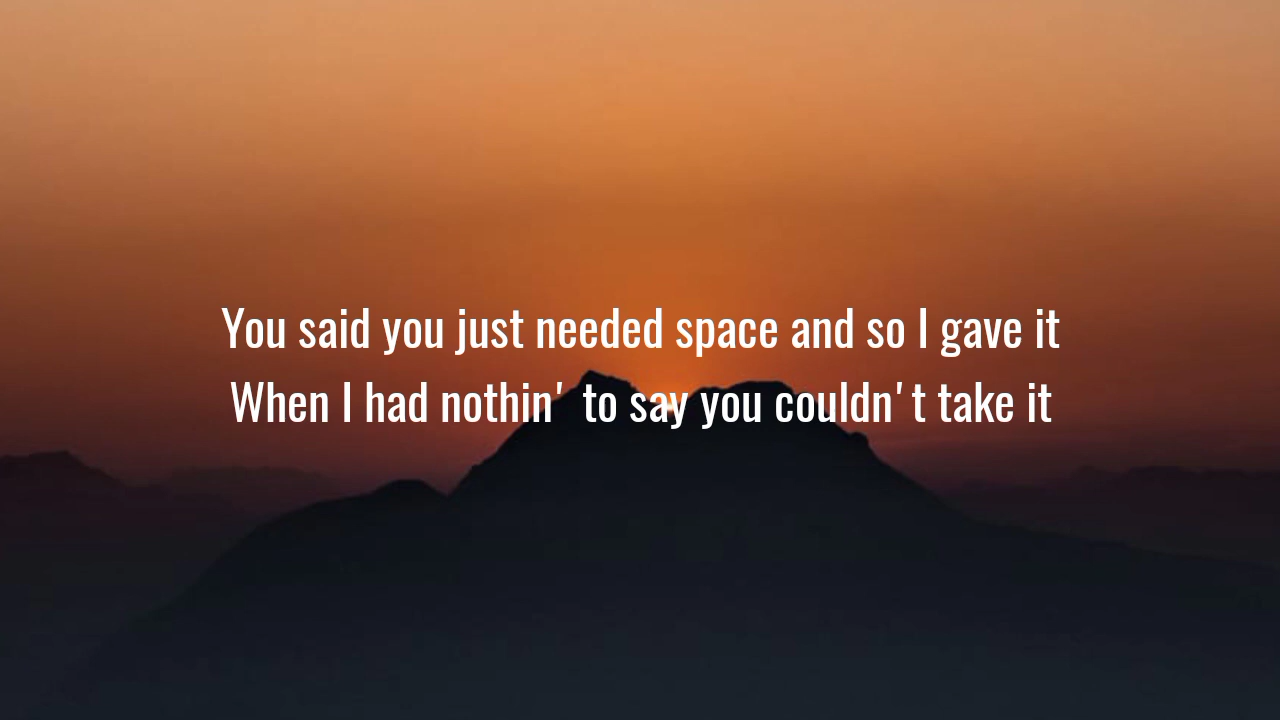 You said you just needed space and so I gave it
When I had nothin' to say you couldn't take it